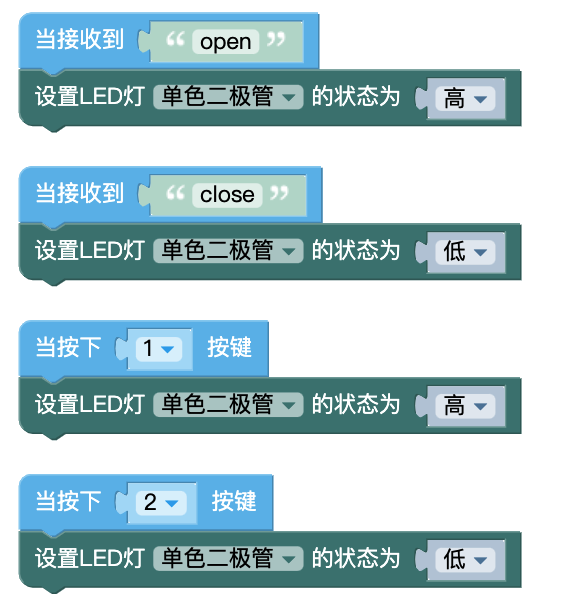 当接收到 “ open ”
设置LED灯 单色二极管 的状态为 高
当接收到 “ close ”
设置LED灯 单色二极管 的状态为 低
当按下 1 按键
设置LED灯 单色二极管 的状态为 高
当按下 2 按键
设置LED灯 单色二极管 的状态为 低